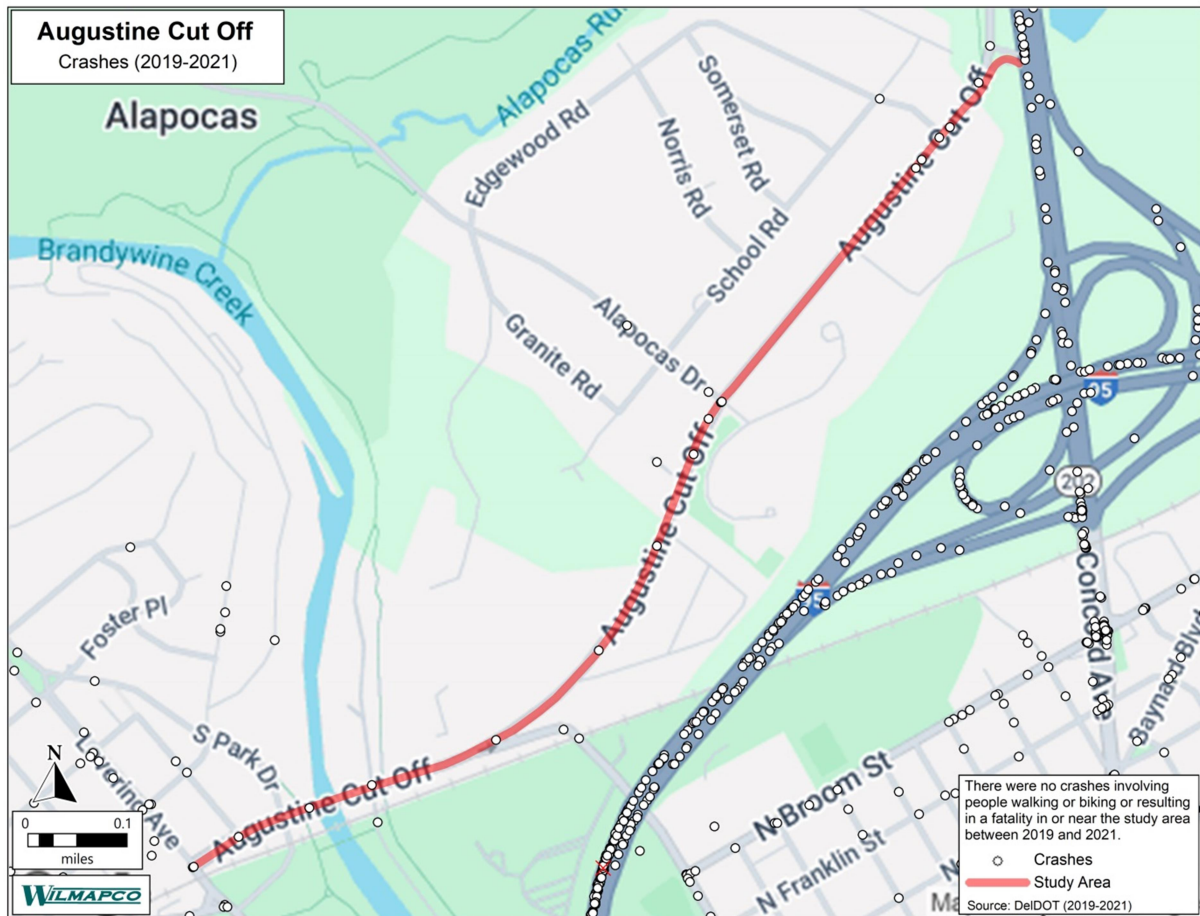 Augustine Cut Off
Crashes (2019-2021)
Alapocas
Alapocas Run
Augustine Cut Off
Somerset Rd
Norris Rd
Edgewood Rd
School Rd
Brandywine Creek
Alapocas Dr
Granite Rd
95
Augustine Cut Off
202
Concord Ave
Foster Pl
Baynard Blvd
S Park Dr
Lovering Ave
Augustine Cut Off
N Broom St
N Franklin St
N
0 0.1
miles
WILMAPCO
There were no crashes involving
people walking or biking or resulting
in a fatality in or near the study area
between 2019 and 2021.
Crashes
Study Area
Source: DelDOT (2019-2021)